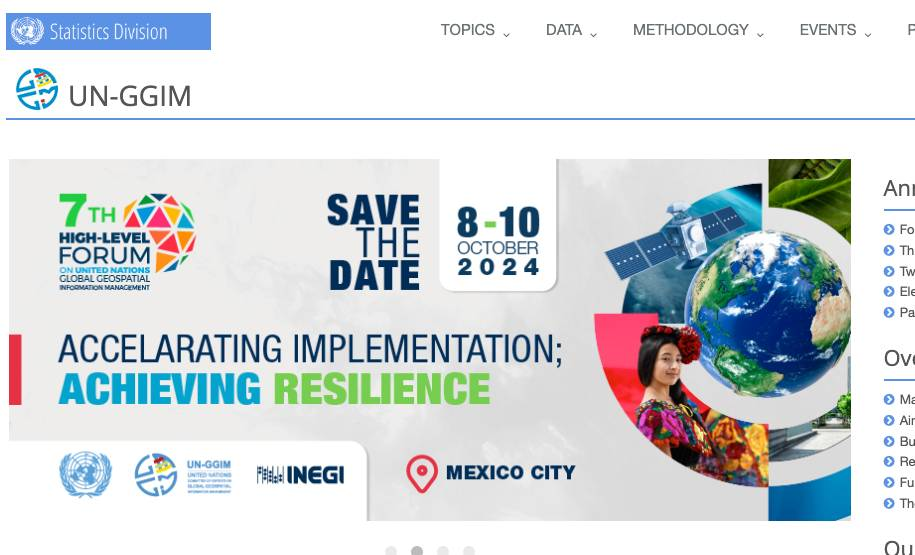 Statistics Division
TOPICS DATA METHODOLOGY EVENTS
UN-GGIM
7TH
HIGH-LEVEL
FORUM
ON UNITED NATIONS
GLOBAL GEOSPATIAL
INFORMATION MANAGEMENT
SAVE
THE
DATE
8-10
OCTOBER
2024
ACCELARATING IMPLEMENTATION;
ACHIEVING RESILIENCE
UN-GGIM
UNITED NATIONS
COMMITTEE OF EXPERTS ON
GLOBAL GEOSPATIAL
INFORMATION MANAGEMENT
INEGI
MEXICO CITY
Ann
Fo
Th
Tw
Ele
Pa
Ove
Ma
Air
Bu
Re
Fu
The
Ou